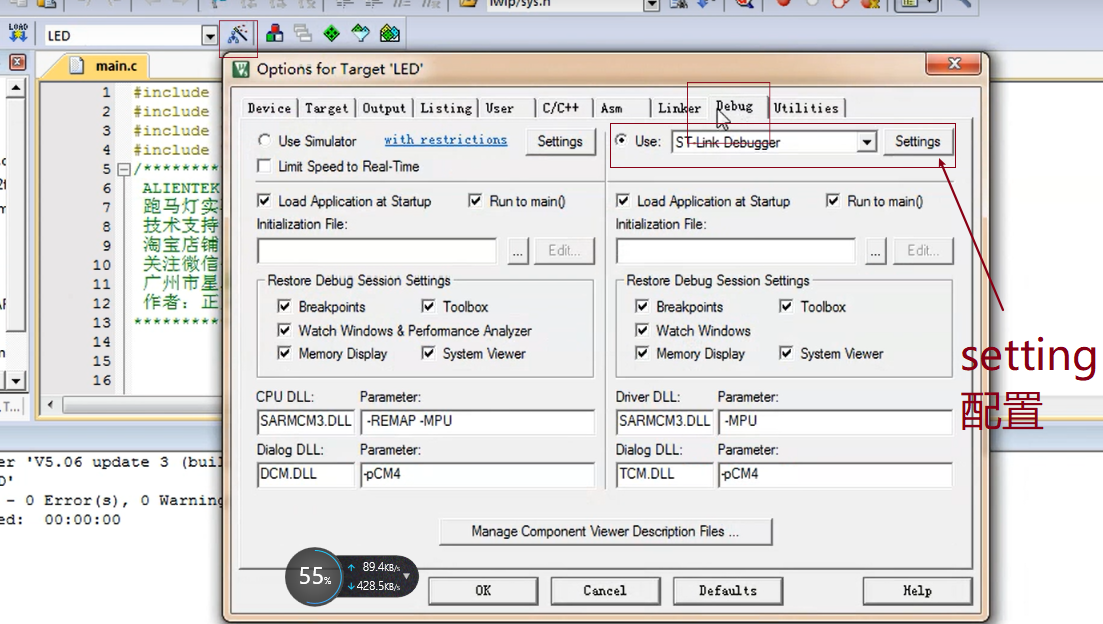 lwip/sys.h
LOAD
LED
main.c
Options for Target 'LED'
Device Target Output Listing User C/C++ Asm Linker Debug Utilities
Use Simulator with restrictions Settings Use: ST-Link Debugger Settings
Limit Speed to Real-Time
Load Application at Startup Run to main() Load Application at Startup Run to main()
Initialization File: Initialization File:
... Edit... ... Edit...
Restore Debug Session Settings Restore Debug Session Settings
Breakpoints Toolbox Breakpoints Toolbox
Watch Windows & Performance Analyzer Watch Windows
Memory Display System Viewer Memory Display System Viewer
CPU DLL: Parameter: Driver DLL: Parameter:
SARMCM3.DLL -REMAP -MPU SARMCM3.DLL -MPU
Dialog DLL: Parameter: Dialog DLL: Parameter:
DCM.DLL -pCM4 TCM.DLL -pCM4
Manage Component Viewer Description Files ...
OK Cancel Defaults Help
1 #include
2 #include
3 #include
4 #include
5 /********
6 ALIENTEK
7 跑马灯实
8 技术支持
9 淘宝店铺
10 关注微信
11 广州市星
12 作者：正
13 *********
14
15
16
setting
配置
er 'V5.06 update 3 (bui
D'
- 0 Error(s), 0 Warning
ed: 00:00:00
55% ↑ 89.4KB/s
↓ 428.5KB/s